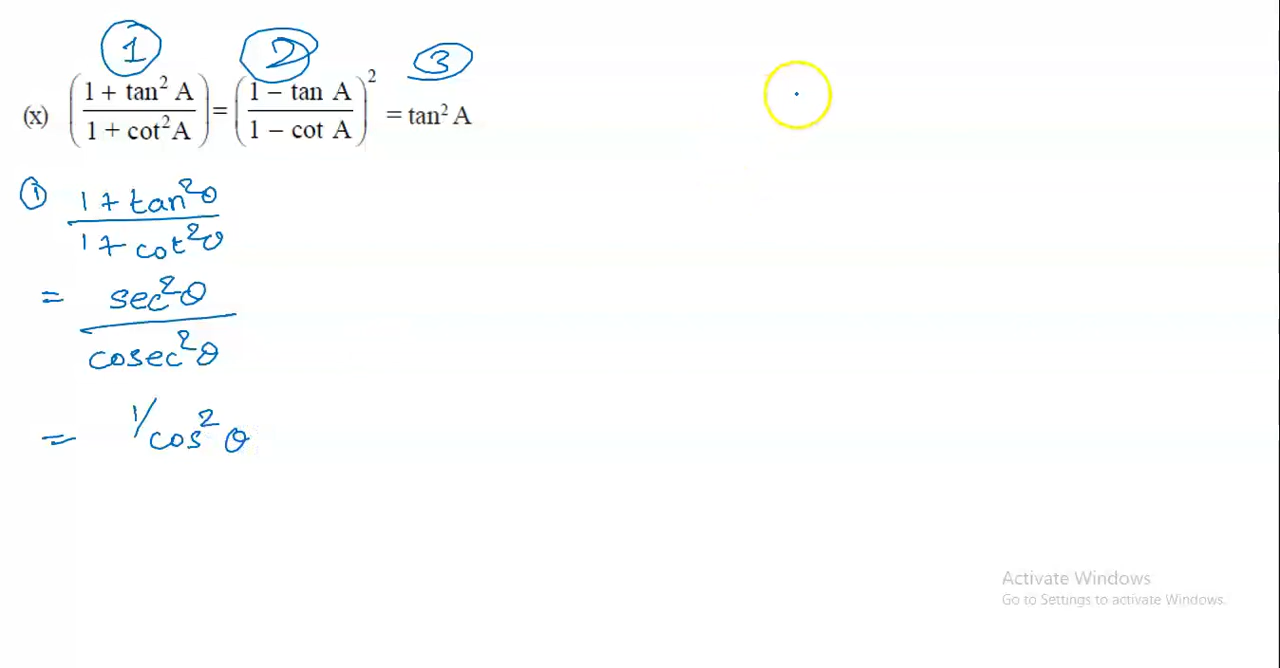 ① ② ③
(x) ((1 + tan² A)/(1 + cot²A)) = ((1 − tan A)/(1 − cot A))² = tan² A
① 1 + tan²θ
1 + cot²θ
= sec²θ
cosec²θ
= 1/cos²θ
Activate Windows
Go to Settings to activate Windows.